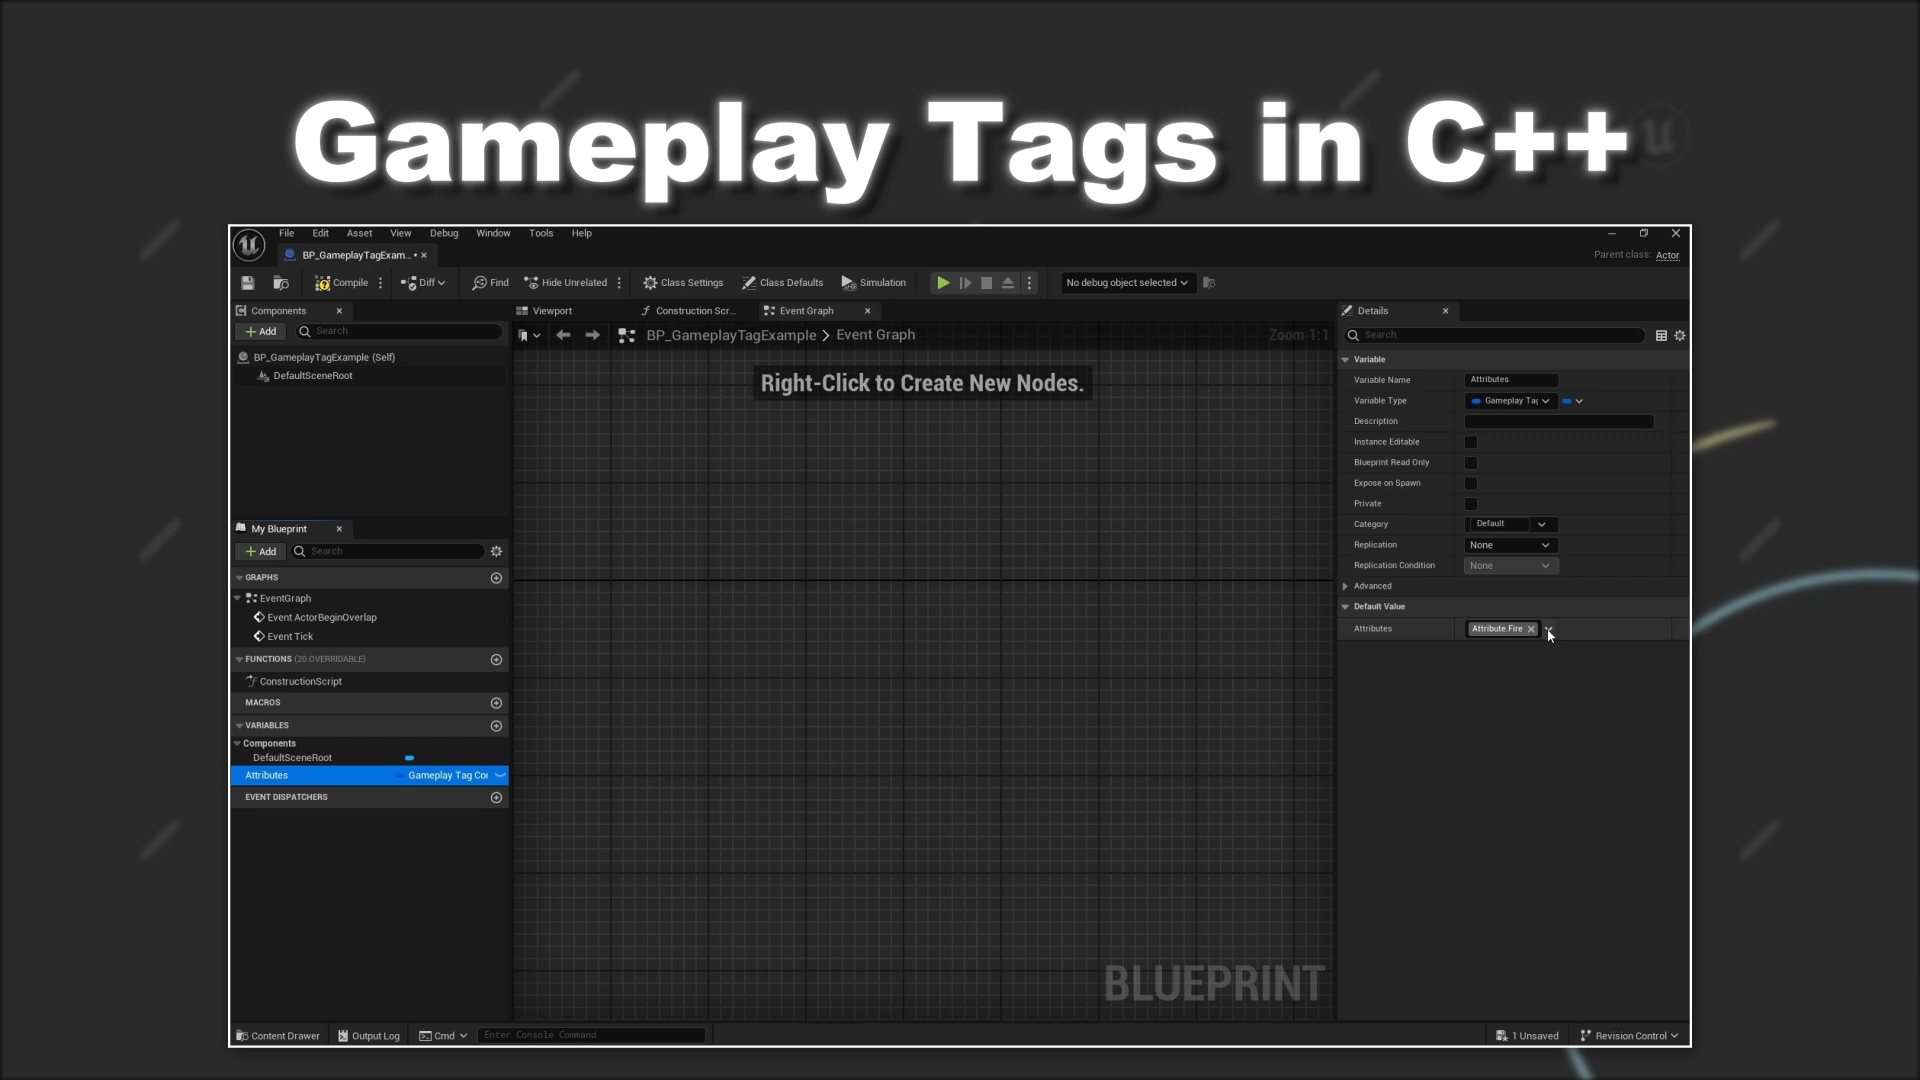 Gameplay Tags in C++
File Edit Asset View Debug Window Tools Help
BP_GameplayTagExam...
Parent class: Actor
Compile Diff Find Hide Unrelated Class Settings Class Defaults Simulation No debug object selected
Components
Add Search
BP_GameplayTagExample (Self)
DefaultSceneRoot
My Blueprint
Add Search
GRAPHS
EventGraph
Event ActorBeginOverlap
Event Tick
FUNCTIONS (20 OVERRIDABLE)
ConstructionScript
MACROS
VARIABLES
Components
DefaultSceneRoot
Attributes Gameplay Tag Cor
EVENT DISPATCHERS
Viewport Construction Scr... Event Graph
BP_GameplayTagExample > Event Graph Zoom 1:1
Right-Click to Create New Nodes.
BLUEPRINT
Details
Search
Variable
Variable Name Attributes
Variable Type Gameplay Tag
Description
Instance Editable
Blueprint Read Only
Expose on Spawn
Private
Category Default
Replication None
Replication Condition None
Advanced
Default Value
Attributes Attribute Fire
Content Drawer Output Log Cmd Enter Console Command 1 Unsaved Revision Control